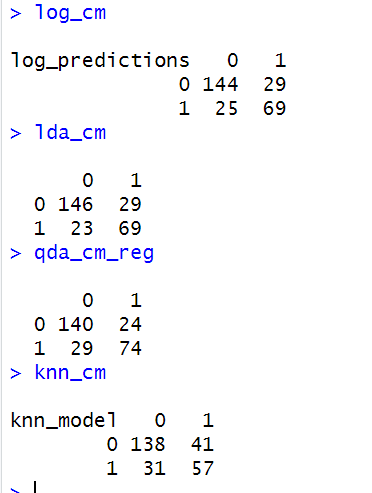 > log_cm
log_predictions 0 1
0 144 29
1 25 69
> lda_cm
0 1
0 146 29
1 23 69
> qda_cm_reg
0 1
0 140 24
1 29 74
> knn_cm
knn_model 0 1
0 138 41
1 31 57
>